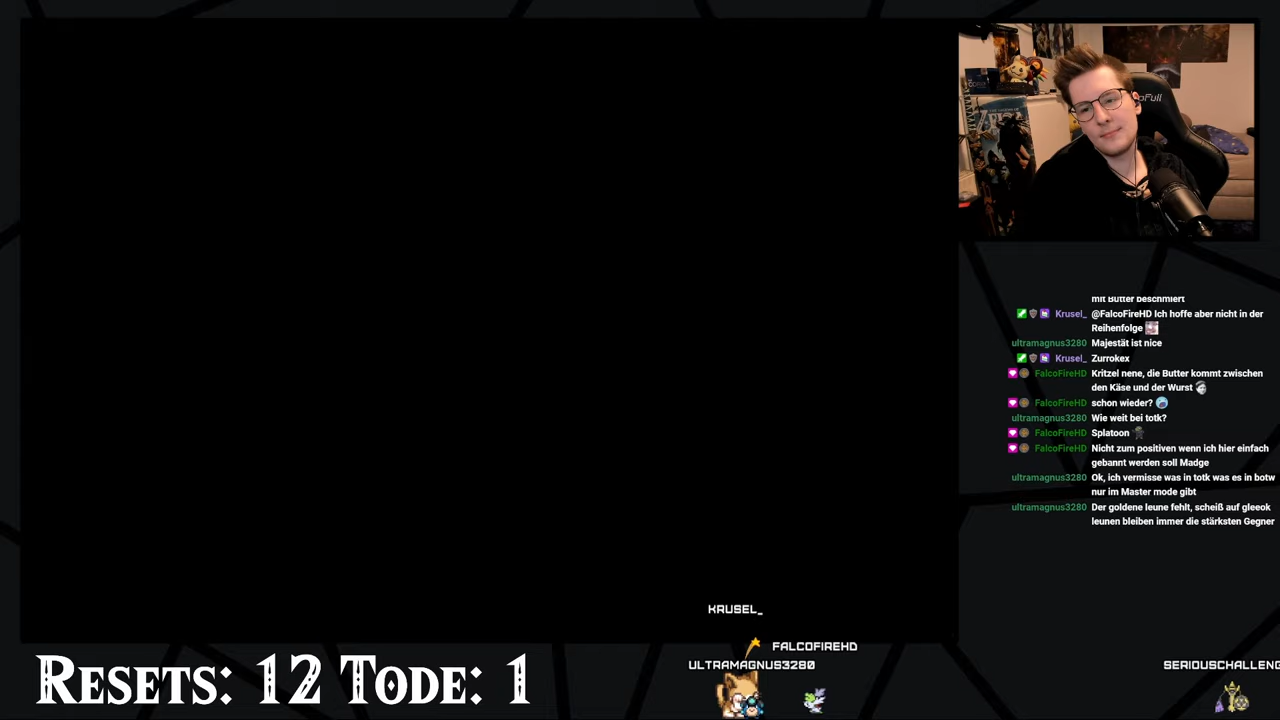 oFull
mit Butter beschmiert
Krusel_ @FalcoFireHD Ich hoffe aber nicht in der
Reihenfolge
ultramagnus3280 Majestät ist nice
Krusel_ Zurrokex
FalcoFireHD Kritzel nene, die Butter kommt zwischen
den Käse und der Wurst
FalcoFireHD schon wieder?
ultramagnus3280 Wie weit bei totk?
FalcoFireHD Splatoon
FalcoFireHD Nicht zum positiven wenn ich hier einfach
gebannt werden soll Madge
ultramagnus3280 Ok, ich vermisse was in totk was es in botw
nur im Master mode gibt
ultramagnus3280 Der goldene leune fehlt, scheiß auf gleeok
leunen bleiben immer die stärksten Gegner
KRUSEL_
FALCOFIREHD
ULTRAMAGNUS3280
SERIOUSCHALLENG
RESETS: 12 TODE: 1